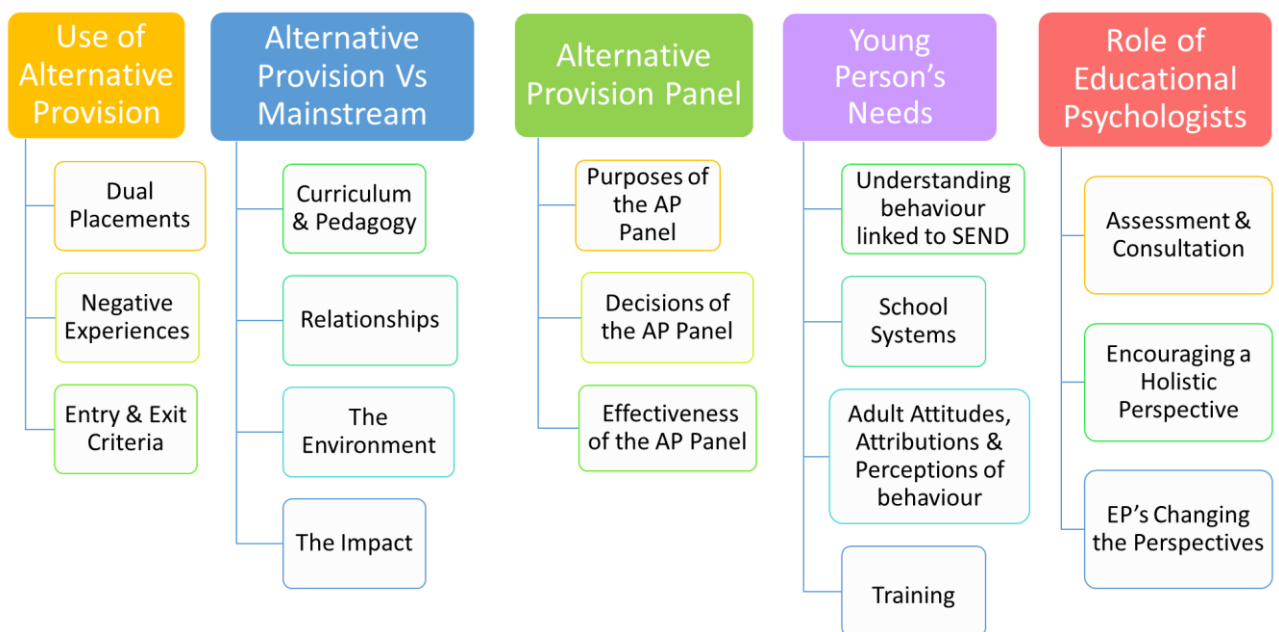 Use of
Alternative
Provision
Dual
Placements
Negative
Experiences
Entry & Exit
Criteria
Alternative
Provision Vs
Mainstream
Curriculum
& Pedagogy
Relationships
The
Environment
The Impact
Alternative
Provision Panel
Purposes of
the AP
Panel
Decisions of
the AP Panel
Effectiveness
of the AP Panel
Young
Person’s
Needs
Understanding
behaviour
linked to SEND
School
Systems
Adult Attitudes,
Attributions &
Perceptions of
behaviour
Training
Role of
Educational
Psychologists
Assessment &
Consultation
Encouraging a
Holistic
Perspective
EP’s Changing
the Perspectives